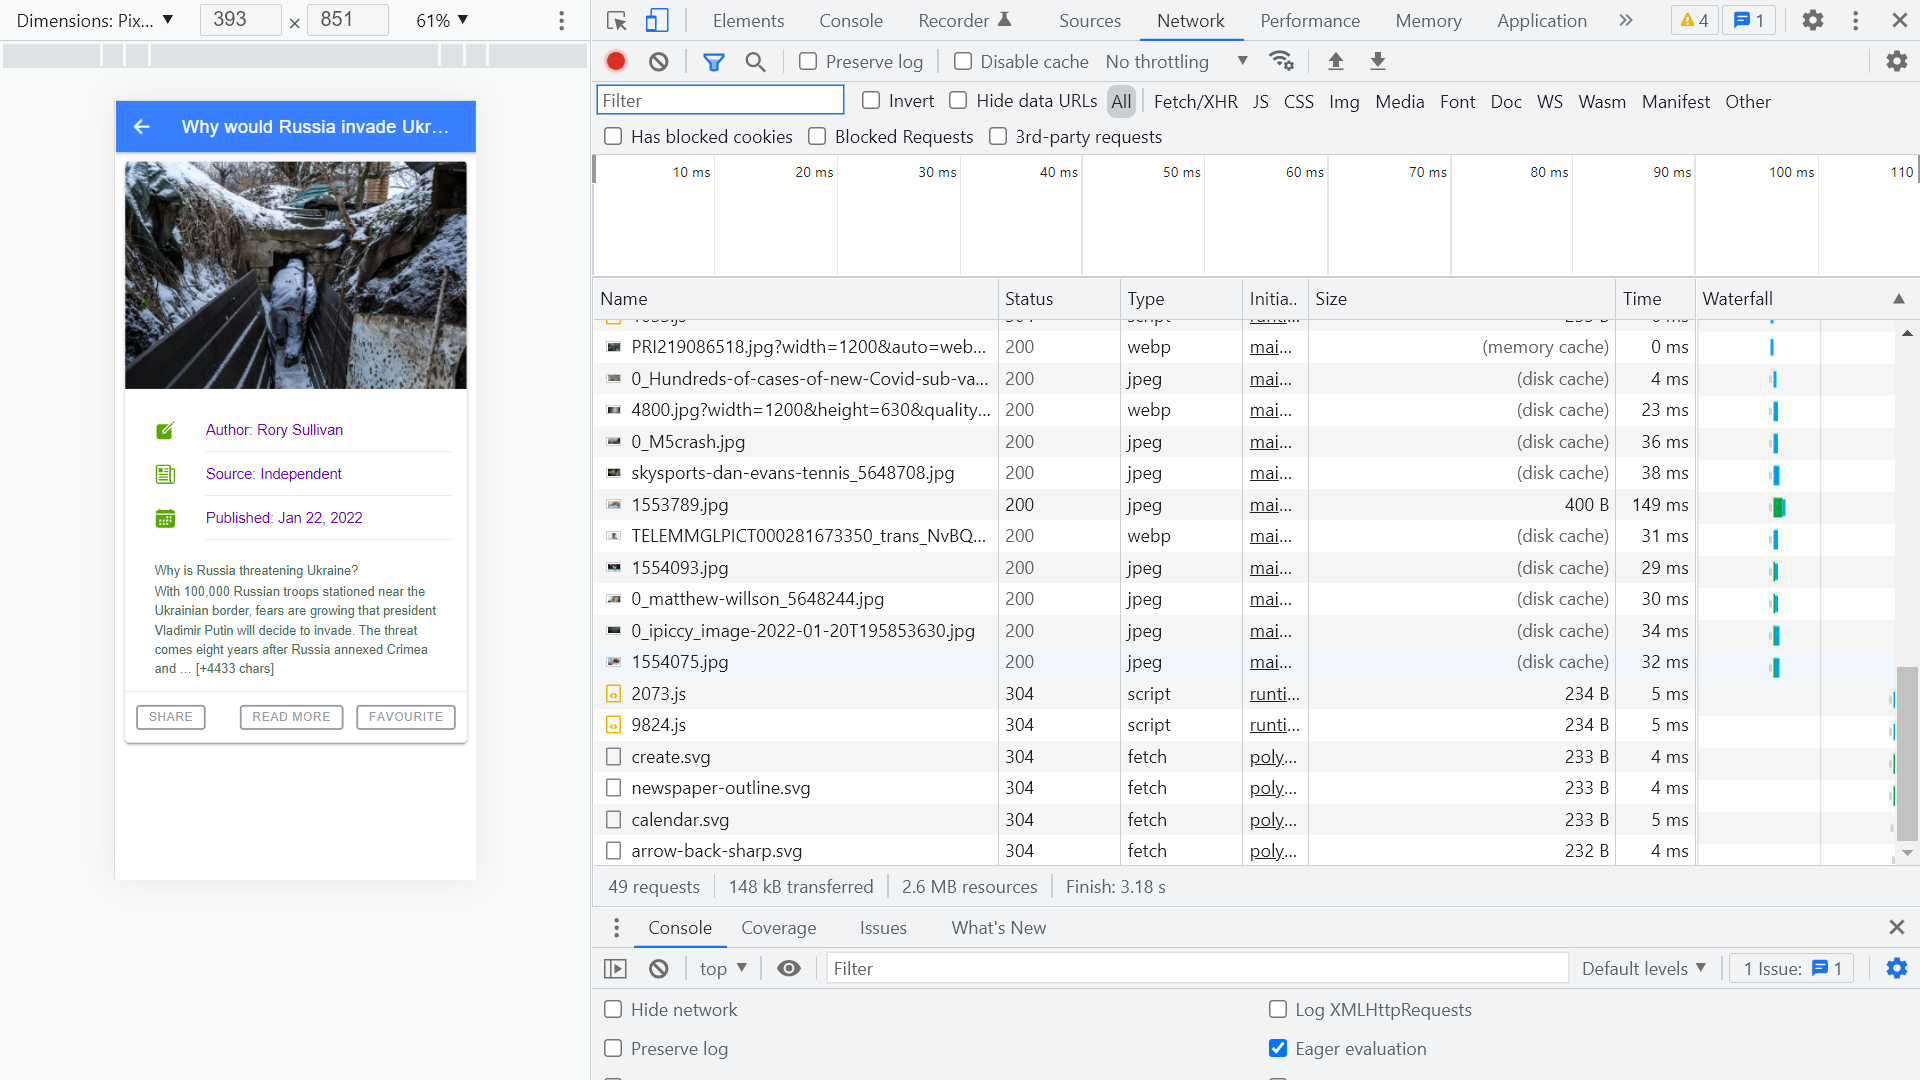 Dimensions: Pix... 393 × 851 61%
Elements Console Recorder Sources Network Performance Memory Application 4 1
Preserve log Disable cache No throttling
Filter Invert Hide data URLs All Fetch/XHR JS CSS Img Media Font Doc WS Wasm Manifest Other
Has blocked cookies Blocked Requests 3rd-party requests
10 ms 20 ms 30 ms 40 ms 50 ms 60 ms 70 ms 80 ms 90 ms 100 ms 110
Name Status Type Initia.. Size Time Waterfall
PRI219086518.jpg?width=1200&auto=web... 200 webp mai... (memory cache) 0 ms
0_Hundreds-of-cases-of-new-Covid-sub-va... 200 jpeg mai... (disk cache) 4 ms
4800.jpg?width=1200&height=630&quality... 200 webp mai... (disk cache) 23 ms
0_M5crash.jpg 200 jpeg mai... (disk cache) 36 ms
skysports-dan-evans-tennis_5648708.jpg 200 jpeg mai... (disk cache) 38 ms
1553789.jpg 200 jpeg mai... 400 B 149 ms
TELEMMGLPICT000281673350_trans_NvBQ... 200 webp mai... (disk cache) 31 ms
1554093.jpg 200 jpeg mai... (disk cache) 29 ms
0_matthew-willson_5648244.jpg 200 jpeg mai... (disk cache) 30 ms
0_ipiccy_image-2022-01-20T195853630.jpg 200 jpeg mai... (disk cache) 34 ms
1554075.jpg 200 jpeg mai... (disk cache) 32 ms
2073.js 304 script runti... 234 B 5 ms
9824.js 304 script runti... 234 B 5 ms
create.svg 304 fetch poly... 233 B 4 ms
newspaper-outline.svg 304 fetch poly... 233 B 4 ms
calendar.svg 304 fetch poly... 233 B 5 ms
arrow-back-sharp.svg 304 fetch poly... 232 B 4 ms
49 requests 148 kB transferred 2.6 MB resources Finish: 3.18 s
Console Coverage Issues What's New
top Filter Default levels 1 Issue: 1
Hide network Log XMLHttpRequests
Preserve log Eager evaluation
Why would Russia invade Ukr...
Author: Rory Sullivan
Source: Independent
Published: Jan 22, 2022
Why is Russia threatening Ukraine?
With 100,000 Russian troops stationed near the
Ukrainian border, fears are growing that president
Vladimir Putin will decide to invade. The threat
comes eight years after Russia annexed Crimea
and … [+4433 chars]
SHARE READ MORE FAVOURITE